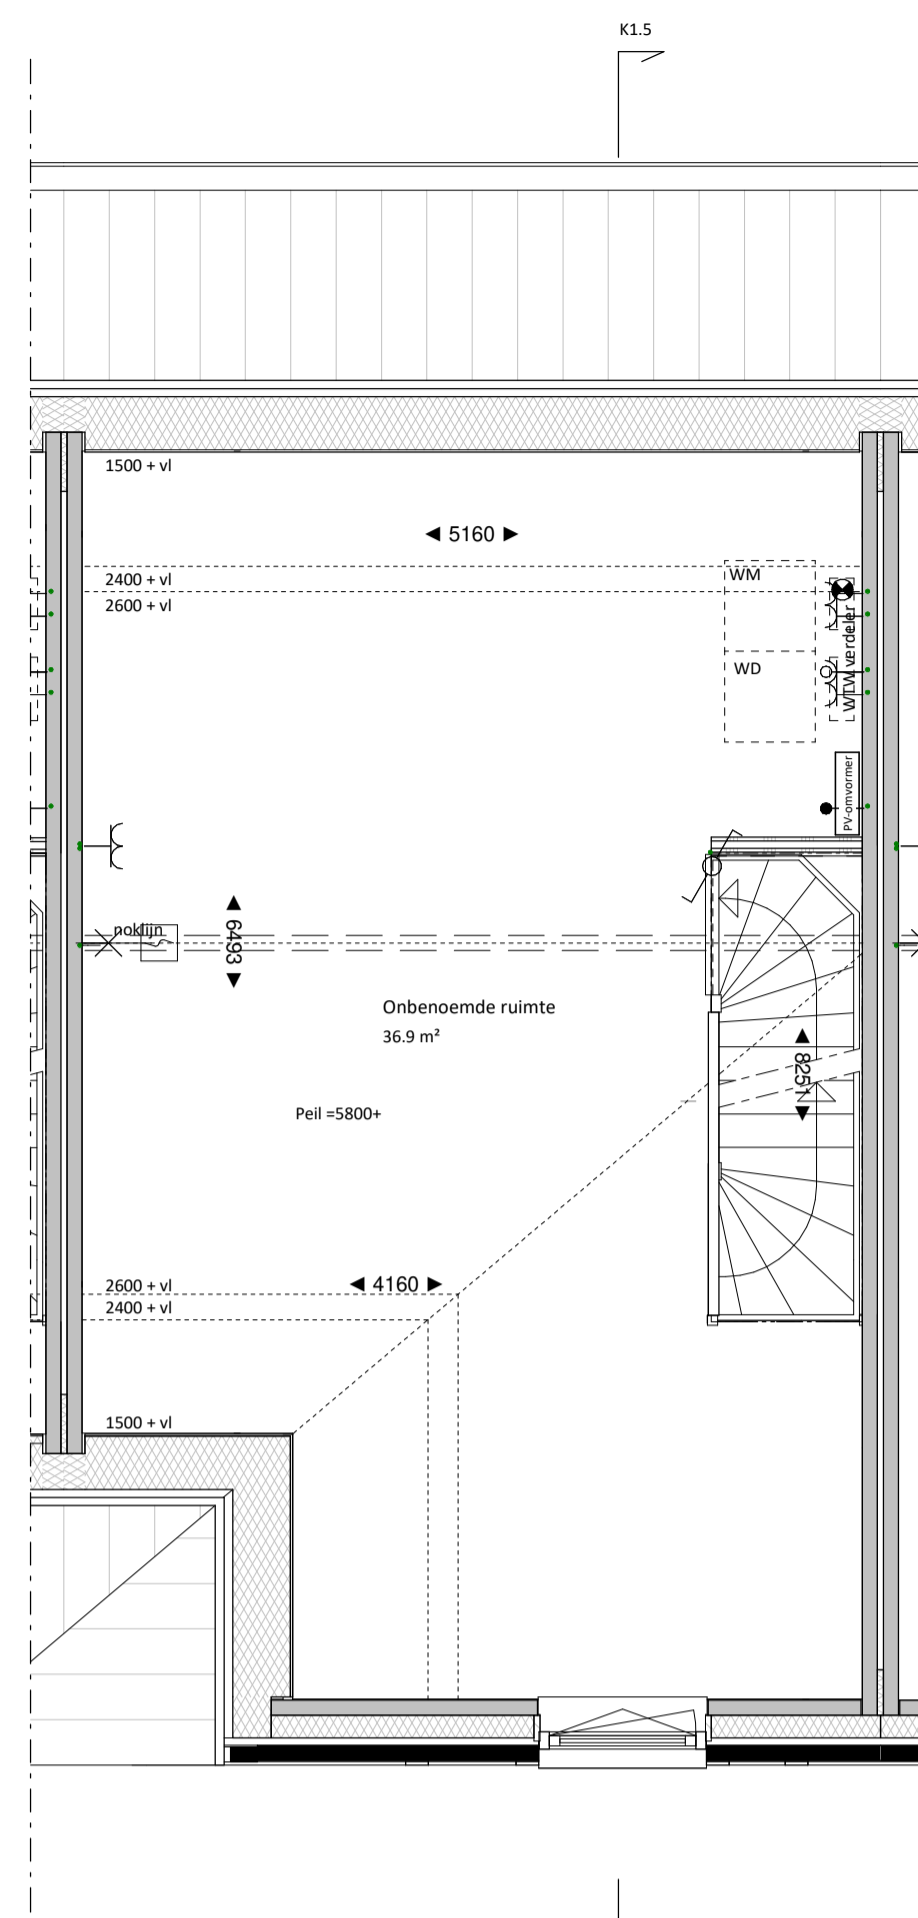 K1.5
1500 + vl
◄ 5160 ►
2400 + vl
2600 + vl
WM
WD
WTW verdeler
PV-omvormer
noklijn
◄ 6493 ►
Onbenoemde ruimte
36.9 m²
◄ 8251 ►
Peil =5800+
2600 + vl
◄ 4160 ►
2400 + vl
1500 + vl